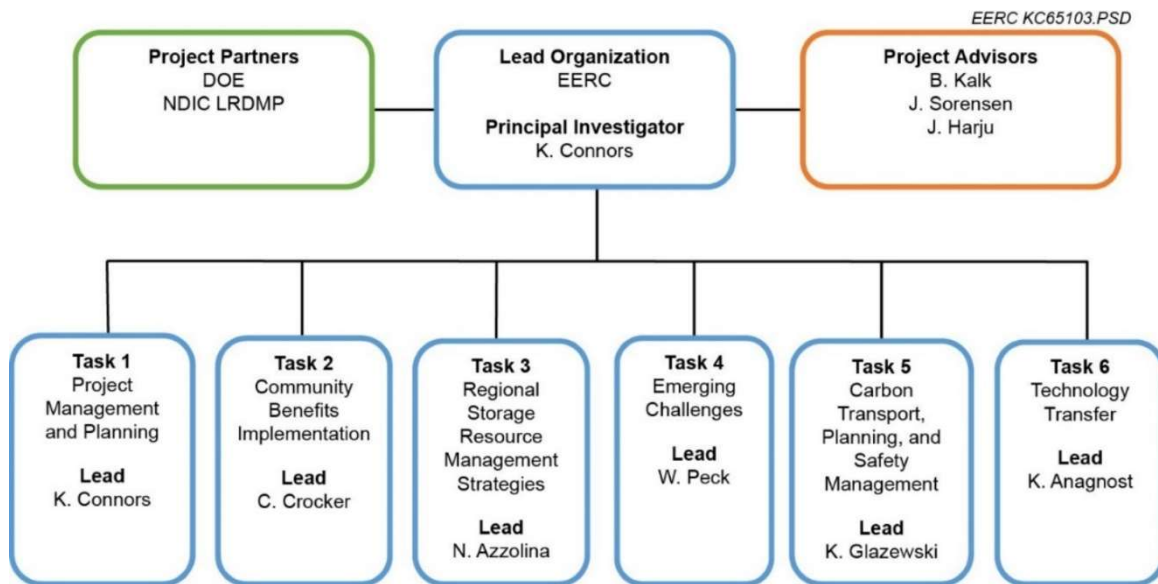 EERC KC65103.PSD
Project Partners
DOE
NDIC LRDMP
Lead Organization
EERC
Principal Investigator
K. Connors
Project Advisors
B. Kalk
J. Sorensen
J. Harju
Task 1
Project
Management
and Planning
Lead
K. Connors
Task 2
Community
Benefits
Implementation
Lead
C. Crocker
Task 3
Regional
Storage
Resource
Management
Strategies
Lead
N. Azzolina
Task 4
Emerging
Challenges
Lead
W. Peck
Task 5
Carbon
Transport,
Planning, and
Safety
Management
Lead
K. Glazewski
Task 6
Technology
Transfer
Lead
K. Anagnost